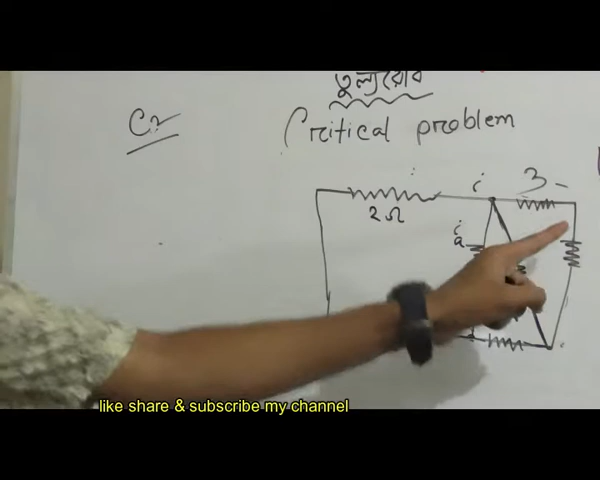 তুল্যরোধ
Critical problem
i
3
2Ω
like share & subscribe my channel